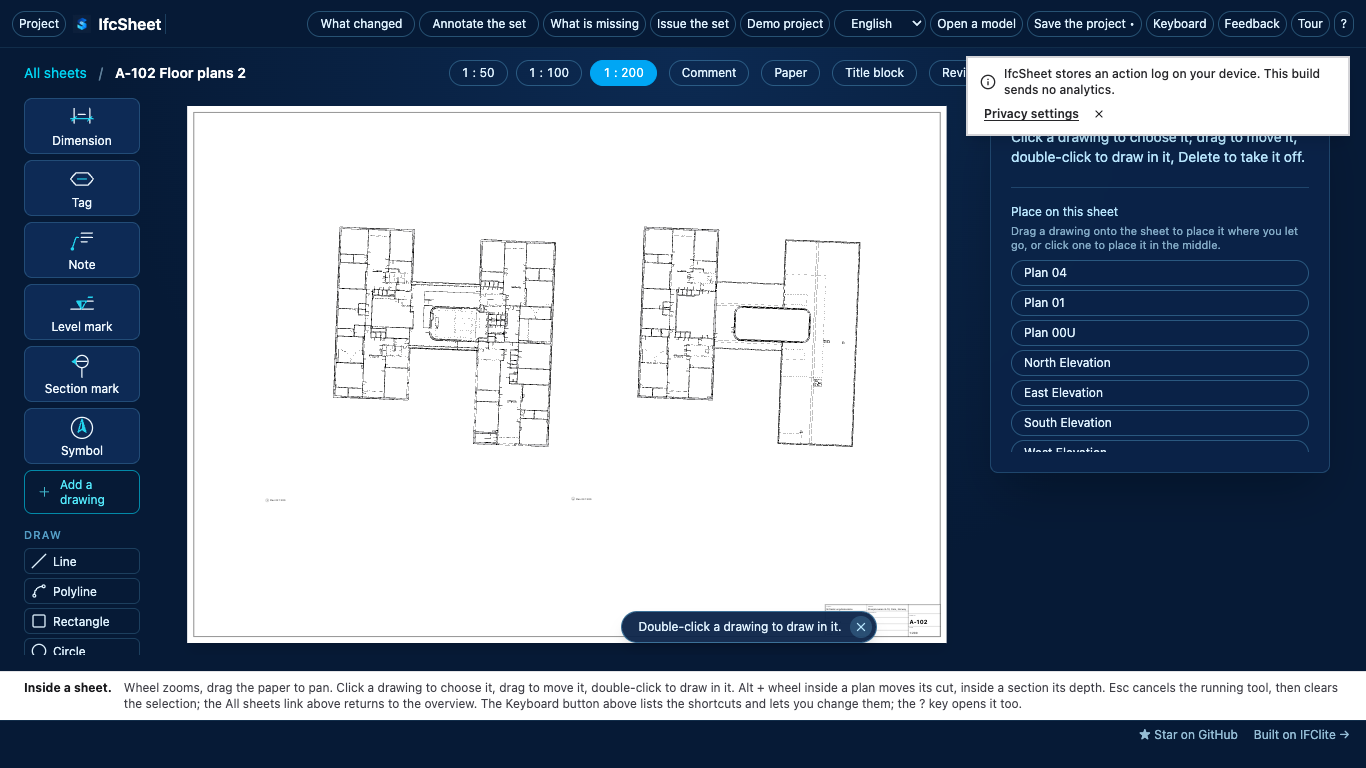 Project
IfcSheet
What changed
Annotate the set
What is missing
Issue the set
Demo project
English
Open a model
Save the project •
Keyboard
Feedback
Tour
?
All sheets / A-102 Floor plans 2
1 : 50
1 : 100
1 : 200
Comment
Paper
Title block
IfcSheet stores an action log on your device. This build
sends no analytics.
Privacy settings ×
Click a drawing to choose it, drag to move it,
double-click to draw in it, Delete to take it off.
Place on this sheet
Drag a drawing onto the sheet to place it where you let
go, or click one to place it in the middle.
Plan 04
Plan 01
Plan 00U
North Elevation
East Elevation
South Elevation
West Elevation
Dimension
Tag
Note
Level mark
Section mark
Symbol
+ Add a
drawing
DRAW
Line
Polyline
Rectangle
Circle
A-102
Double-click a drawing to draw in it. ×
Inside a sheet. Wheel zooms, drag the paper to pan. Click a drawing to choose it, drag to move it, double-click to draw in it. Alt + wheel inside a plan moves its cut, inside a section its depth. Esc cancels the running tool, then clears
the selection; the All sheets link above returns to the overview. The Keyboard button above lists the shortcuts and lets you change them; the ? key opens it too.
★ Star on GitHub
Built on IFClite →